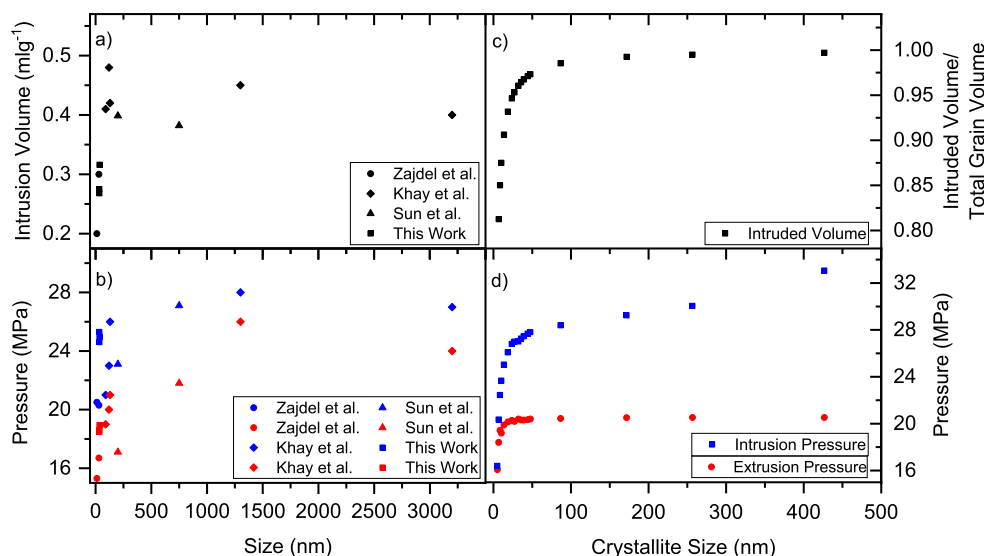 a)
Intrusion Volume (mlg-1)
0.5
0.4
0.3
0.2
Zajdel et al.
Khay et al.
Sun et al.
This Work
b)
Pressure (MPa)
28
24
20
16
Zajdel et al.
Zajdel et al.
Khay et al.
Khay et al.
Sun et al.
Sun et al.
This Work
This Work
0 500 1000 1500 2000 2500 3000
Size (nm)
c)
1.00
0.95
0.90
0.85
0.80
Intruded Volume/
Total Grain Volume
Intruded Volume
d)
32
28
24
20
16
Pressure (MPa)
Intrusion Pressure
Extrusion Pressure
0 100 200 300 400 500
Crystallite Size (nm)